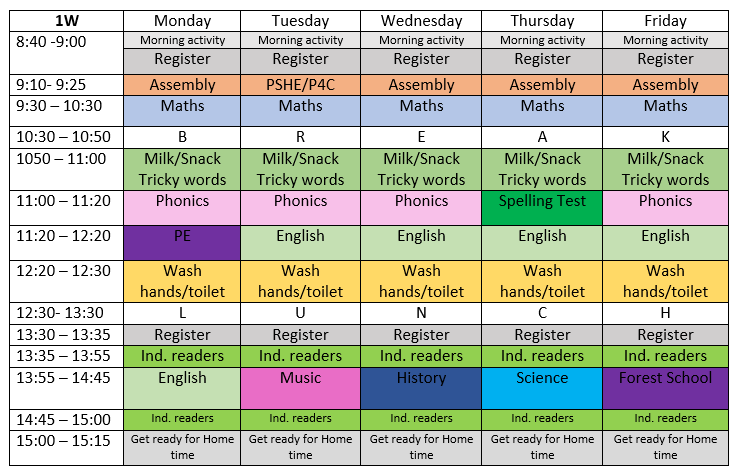 1W Monday Tuesday Wednesday Thursday Friday
8:40 -9:00 Morning activity Morning activity Morning activity Morning activity Morning activity
Register Register Register Register Register
9:10- 9:25 Assembly PSHE/P4C Assembly Assembly Assembly
9:30 – 10:30 Maths Maths Maths Maths Maths
10:30 – 10:50 B R E A K
1050 – 11:00 Milk/Snack Milk/Snack Milk/Snack Milk/Snack Milk/Snack
Tricky words Tricky words Tricky words Tricky words Tricky words
11:00 – 11:20 Phonics Phonics Phonics Spelling Test Phonics
11:20 – 12:20 PE English English English English
12:20 – 12:30 Wash Wash Wash Wash Wash
hands/toilet hands/toilet hands/toilet hands/toilet hands/toilet
12:30- 13:30 L U N C H
13:30 – 13:35 Register Register Register Register Register
13:35 – 13:55 Ind. readers Ind. readers Ind. readers Ind. readers Ind. readers
13:55 – 14:45 English Music History Science Forest School
14:45 – 15:00 Ind. readers Ind. readers Ind. readers Ind. readers Ind. readers
15:00 – 15:15 Get ready for Home Get ready for Home Get ready for Home Get ready for Home Get ready for Home
time time time time time